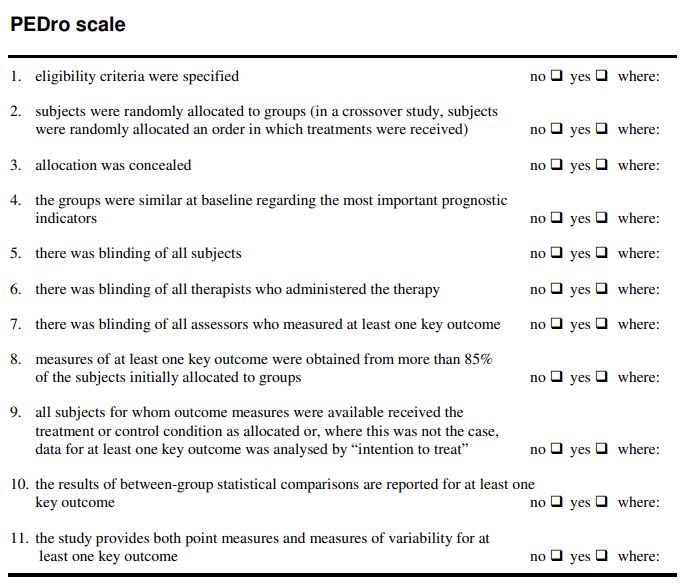 PEDro scale
1. eligibility criteria were specified no ❑ yes ❑ where:
2. subjects were randomly allocated to groups (in a crossover study, subjects
were randomly allocated an order in which treatments were received) no ❑ yes ❑ where:
3. allocation was concealed no ❑ yes ❑ where:
4. the groups were similar at baseline regarding the most important prognostic
indicators no ❑ yes ❑ where:
5. there was blinding of all subjects no ❑ yes ❑ where:
6. there was blinding of all therapists who administered the therapy no ❑ yes ❑ where:
7. there was blinding of all assessors who measured at least one key outcome no ❑ yes ❑ where:
8. measures of at least one key outcome were obtained from more than 85%
of the subjects initially allocated to groups no ❑ yes ❑ where:
9. all subjects for whom outcome measures were available received the
treatment or control condition as allocated or, where this was not the case,
data for at least one key outcome was analysed by “intention to treat” no ❑ yes ❑ where:
10. the results of between-group statistical comparisons are reported for at least one
key outcome no ❑ yes ❑ where:
11. the study provides both point measures and measures of variability for at
least one key outcome no ❑ yes ❑ where: